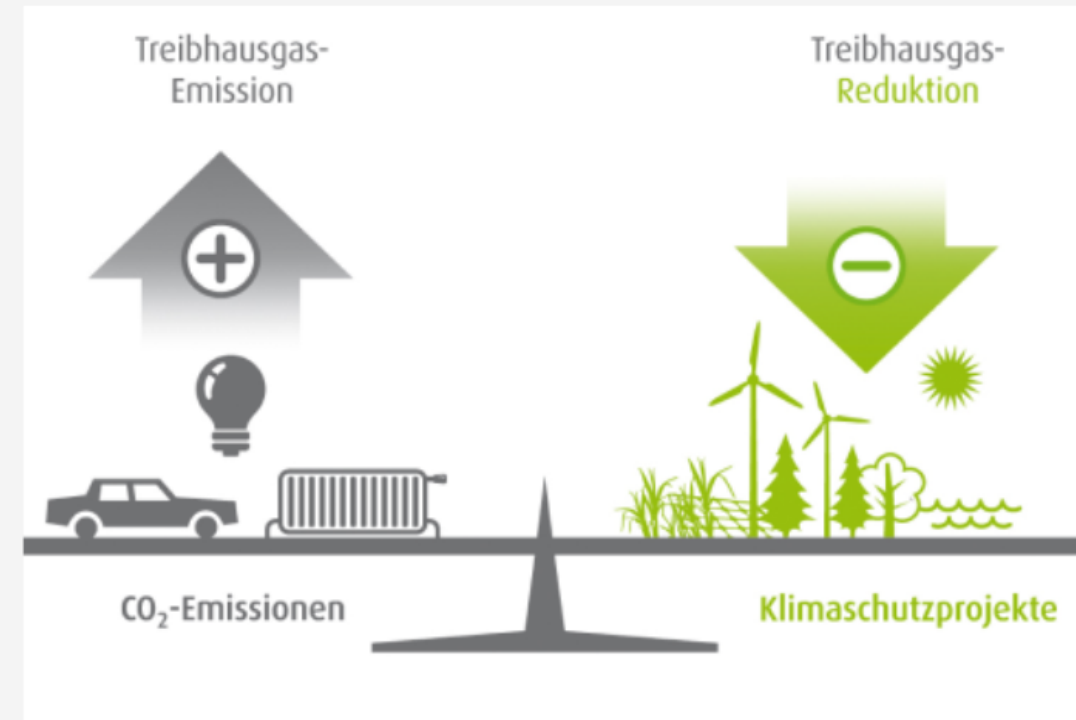 Treibhausgas-
Emission
Treibhausgas-
Reduktion
CO₂-Emissionen
Klimaschutzprojekte